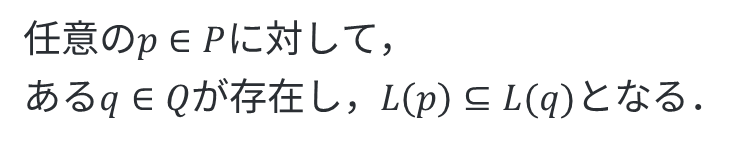 任意のp ∈ Pに対して，
あるq ∈ Qが存在し，L(p) ⊆ L(q)となる．